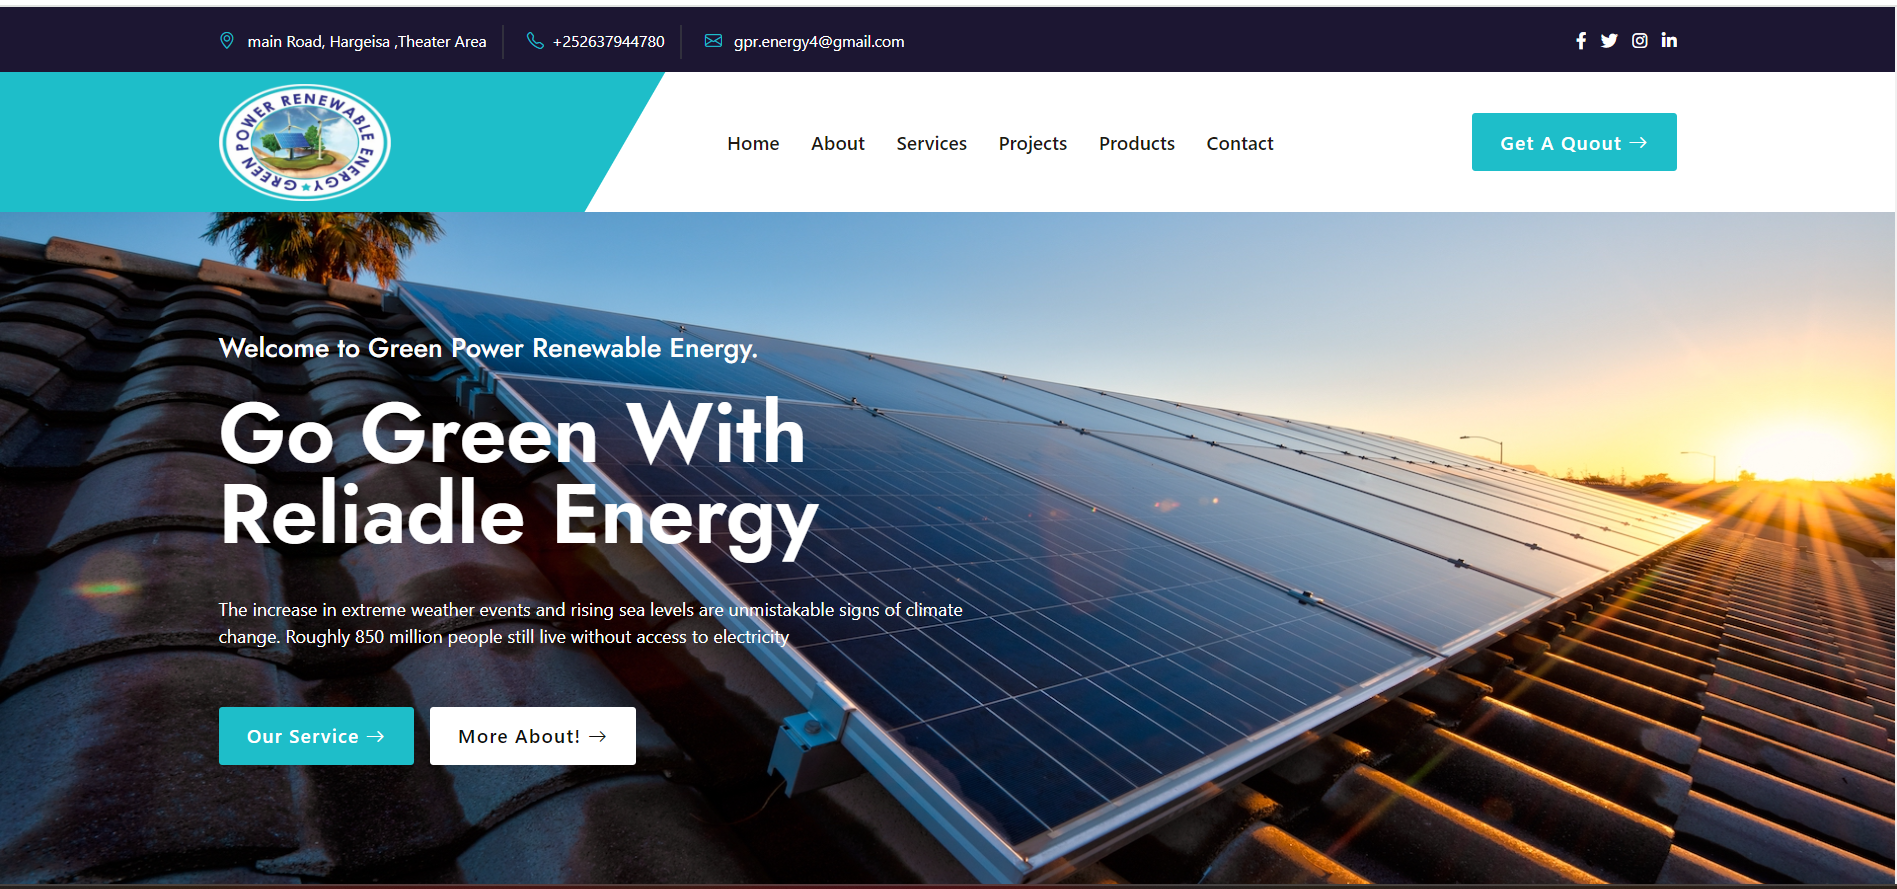 main Road, Hargeisa ,Theater Area
+252637944780
gpr.energy4@gmail.com
GREEN POWER RENEWABLE ENERGY
Home
About
Services
Projects
Products
Contact
Get A Quout
Welcome to Green Power Renewable Energy.
Go Green With
Reliadle Energy
The increase in extreme weather events and rising sea levels are unmistakable signs of climate
change. Roughly 850 million people still live without access to electricity
Our Service
More About!